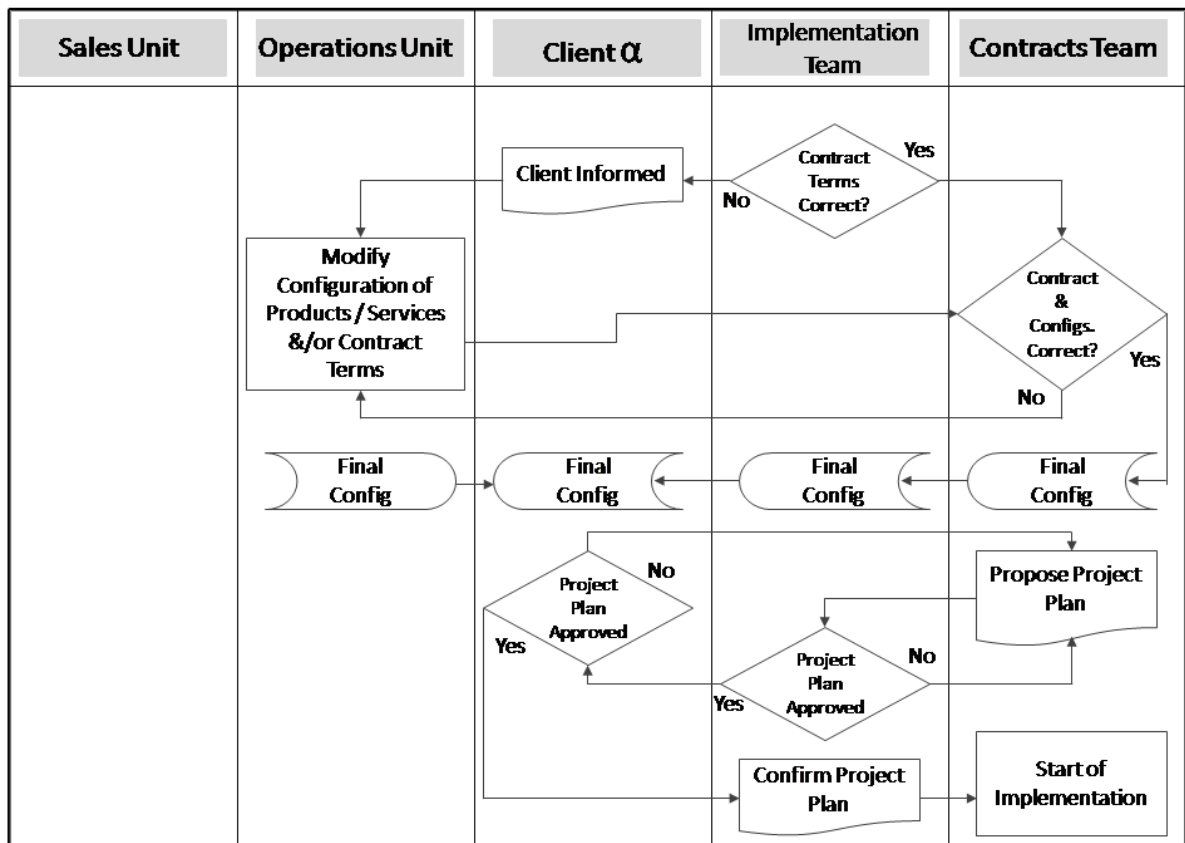 Sales Unit
Operations Unit
Client α
Implementation
Team
Contracts Team
Contract
Terms
Correct?
Yes
No
Client Informed
Modify
Configuration of
Products / Services
&/or Contract
Terms
Contract
&
Configs..
Correct?
Yes
No
Final
Config
Final
Config
Final
Config
Final
Config
Project
Plan
Approved
No
Yes
Propose Project
Plan
Project
Plan
Approved
No
Yes
Confirm Project
Plan
Start of
Implementation